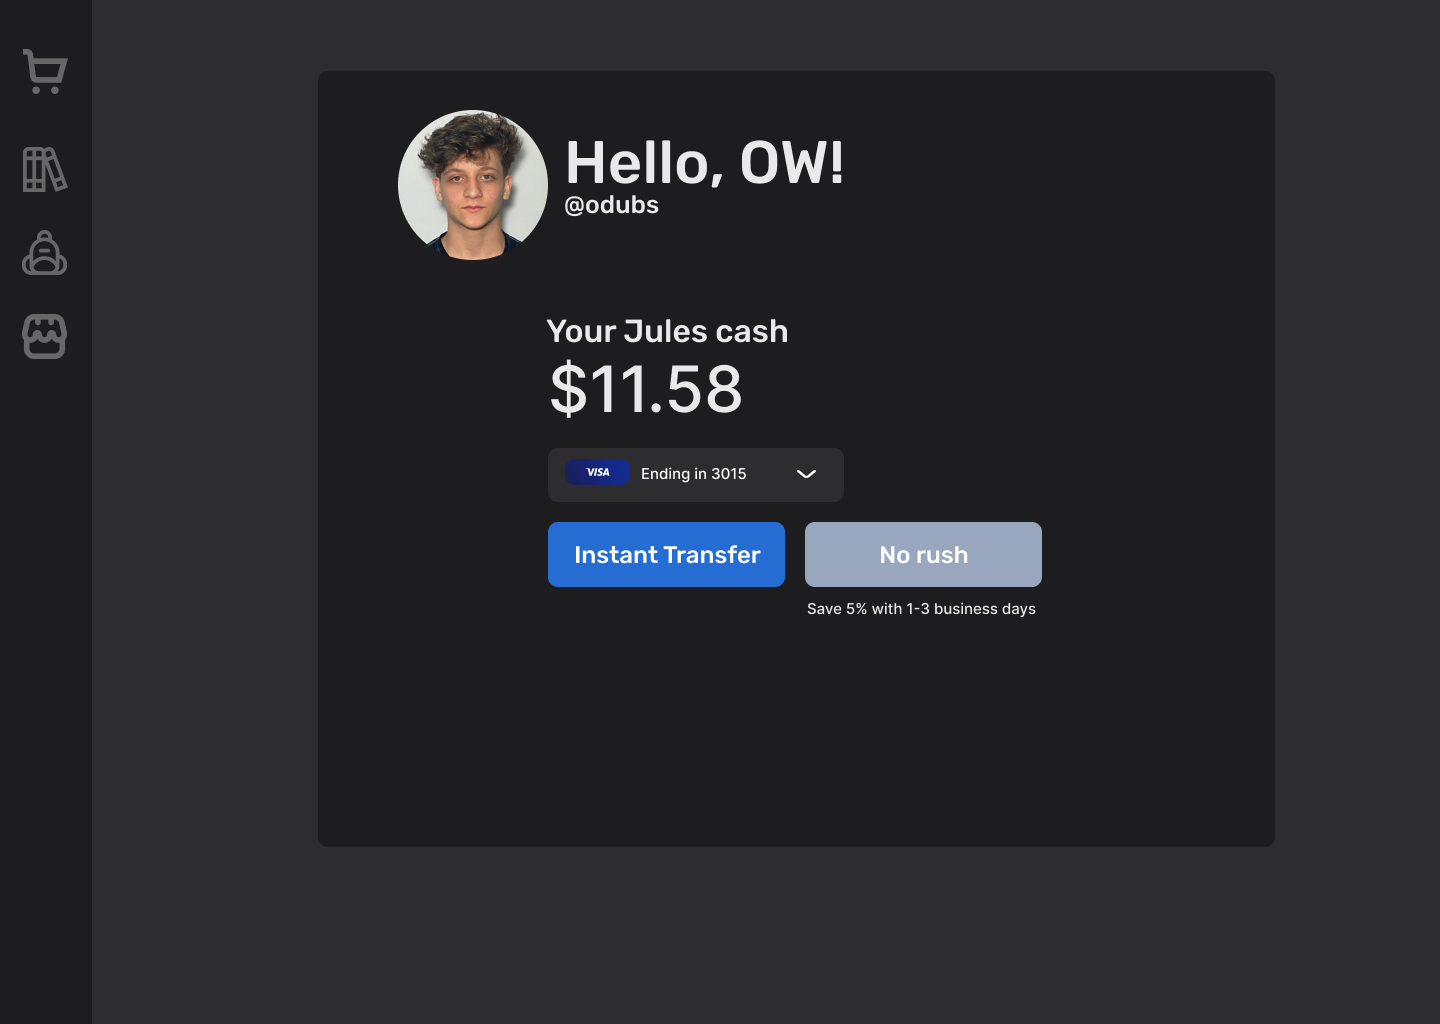 Hello, OW!
@odubs
Your Jules cash
$11.58
VISA Ending in 3015
Instant Transfer
No rush
Save 5% with 1-3 business days